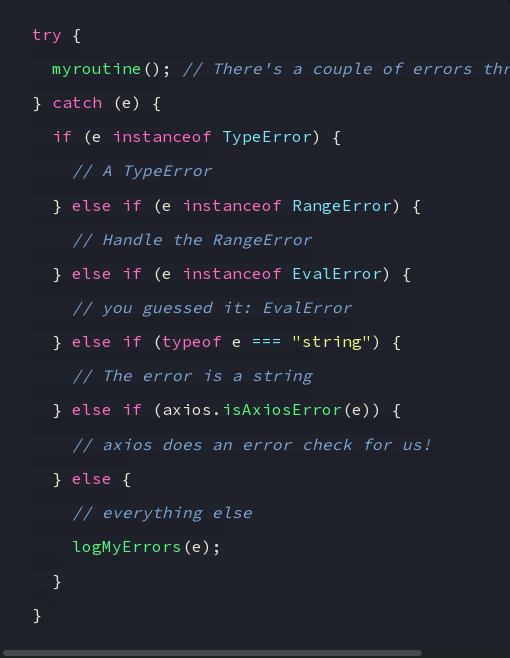 try {
  myroutine(); // There's a couple of errors
} catch (e) {
  if (e instanceof TypeError) {
    // A TypeError
  } else if (e instanceof RangeError) {
    // Handle the RangeError
  } else if (e instanceof EvalError) {
    // you guessed it: EvalError
  } else if (typeof e === "string") {
    // The error is a string
  } else if (axios.isAxiosError(e)) {
    // axios does an error check for us!
  } else {
    // everything else
    logMyErrors(e);
  }
}